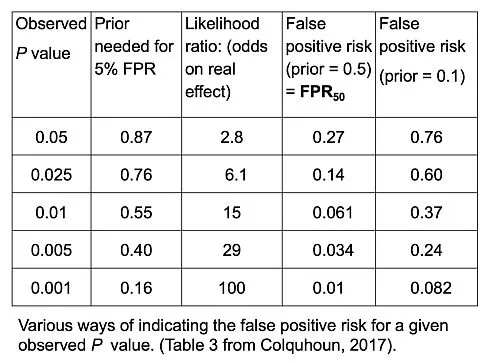 Observed P value | Prior needed for 5% FPR | Likelihood ratio: (odds on real effect) | False positive risk (prior = 0.5) = FPR50 | False positive risk (prior = 0.1)
0.05 | 0.87 | 2.8 | 0.27 | 0.76
0.025 | 0.76 | 6.1 | 0.14 | 0.60
0.01 | 0.55 | 15 | 0.061 | 0.37
0.005 | 0.40 | 29 | 0.034 | 0.24
0.001 | 0.16 | 100 | 0.01 | 0.082
Various ways of indicating the false positive risk for a given
observed P value. (Table 3 from Colquhoun, 2017).